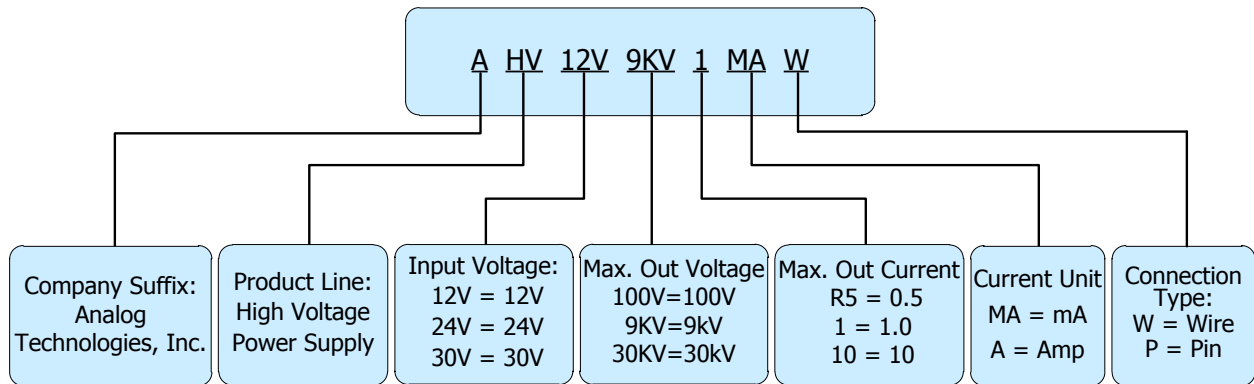 A HV 12V 9KV 1 MA W
Company Suffix:
Analog
Technologies, Inc.
Product Line:
High Voltage
Power Supply
Input Voltage:
12V = 12V
24V = 24V
30V = 30V
Max. Out Voltage
100V=100V
9KV=9kV
30KV=30kV
Max. Out Current
R5 = 0.5
1 = 1.0
10 = 10
Current Unit
MA = mA
A = Amp
Connection
Type:
W = Wire
P = Pin